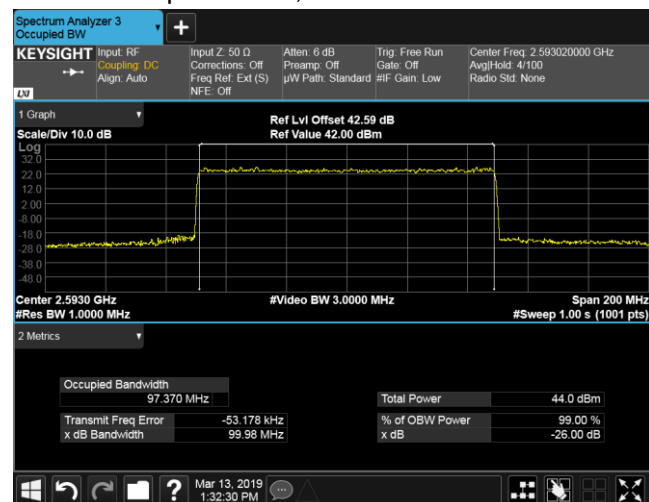 Spectrum Analyzer 3
Occupied BW
+
KEYSIGHT
LXI
Input: RF
Coupling: DC
Align: Auto
Input Z: 50 Ω
Corrections: Off
Freq Ref: Ext (S)
NFE: Off
Atten: 6 dB
Preamp: Off
µW Path: Standard
Trig: Free Run
Gate: Off
#IF Gain: Low
Center Freq: 2.593020000 GHz
Avg|Hold: 4/100
Radio Std: None
1 Graph
Scale/Div 10.0 dB
Ref Lvl Offset 42.59 dB
Ref Value 42.00 dBm
Log
32.0
22.0
12.0
2.00
-8.00
-18.0
-28.0
-38.0
-48.0
Center 2.5930 GHz
#Res BW 1.0000 MHz
#Video BW 3.0000 MHz
Span 200 MHz
#Sweep 1.00 s (1001 pts)
2 Metrics
Occupied Bandwidth
97.370 MHz
Total Power 44.0 dBm
Transmit Freq Error -53.178 kHz
% of OBW Power 99.00 %
x dB Bandwidth 99.98 MHz
x dB -26.00 dB
?
Mar 13, 2019
1:32:30 PM